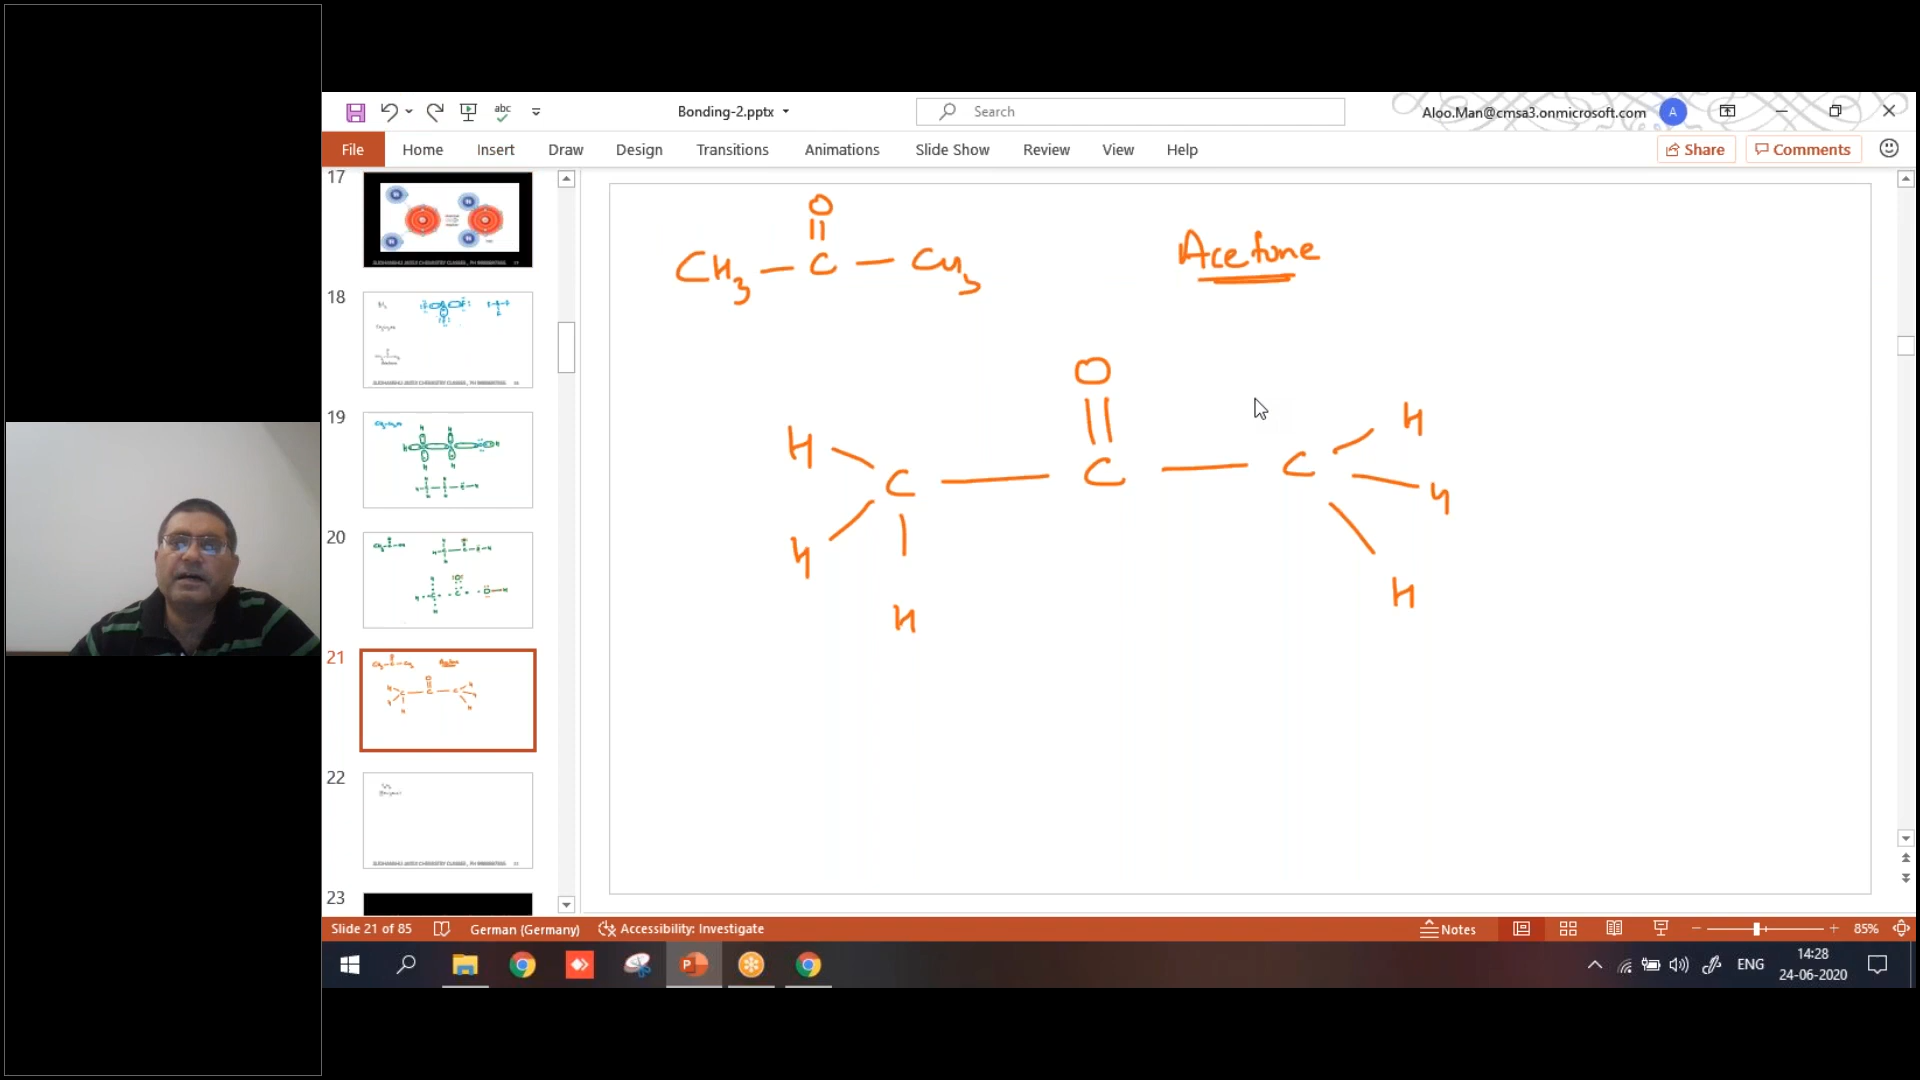 Bonding-2.pptx
Search
Aloo.Man@cmsa3.onmicrosoft.com
A
File Home Insert Draw Design Transitions Animations Slide Show Review View Help
Share Comments
17
18
19
20
21
22
23
O
CH3 — C — CH3
Acetone
O
H H
C C C
H H
H H
Slide 21 of 85
German (Germany)
Accessibility: Investigate
Notes
85%
ENG
14:28
24-06-2020